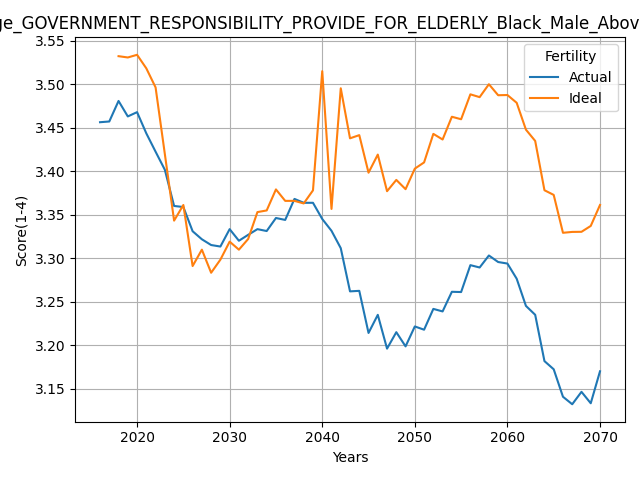 ge_GOVERNMENT_RESPONSIBILITY_PROVIDE_FOR_ELDERLY_Black_Male_Abov
3.55
3.50
3.45
3.40
3.35
3.30
3.25
3.20
3.15
Score(1-4)
Fertility
Actual
Ideal
2020
2030
2040
2050
2060
2070
Years